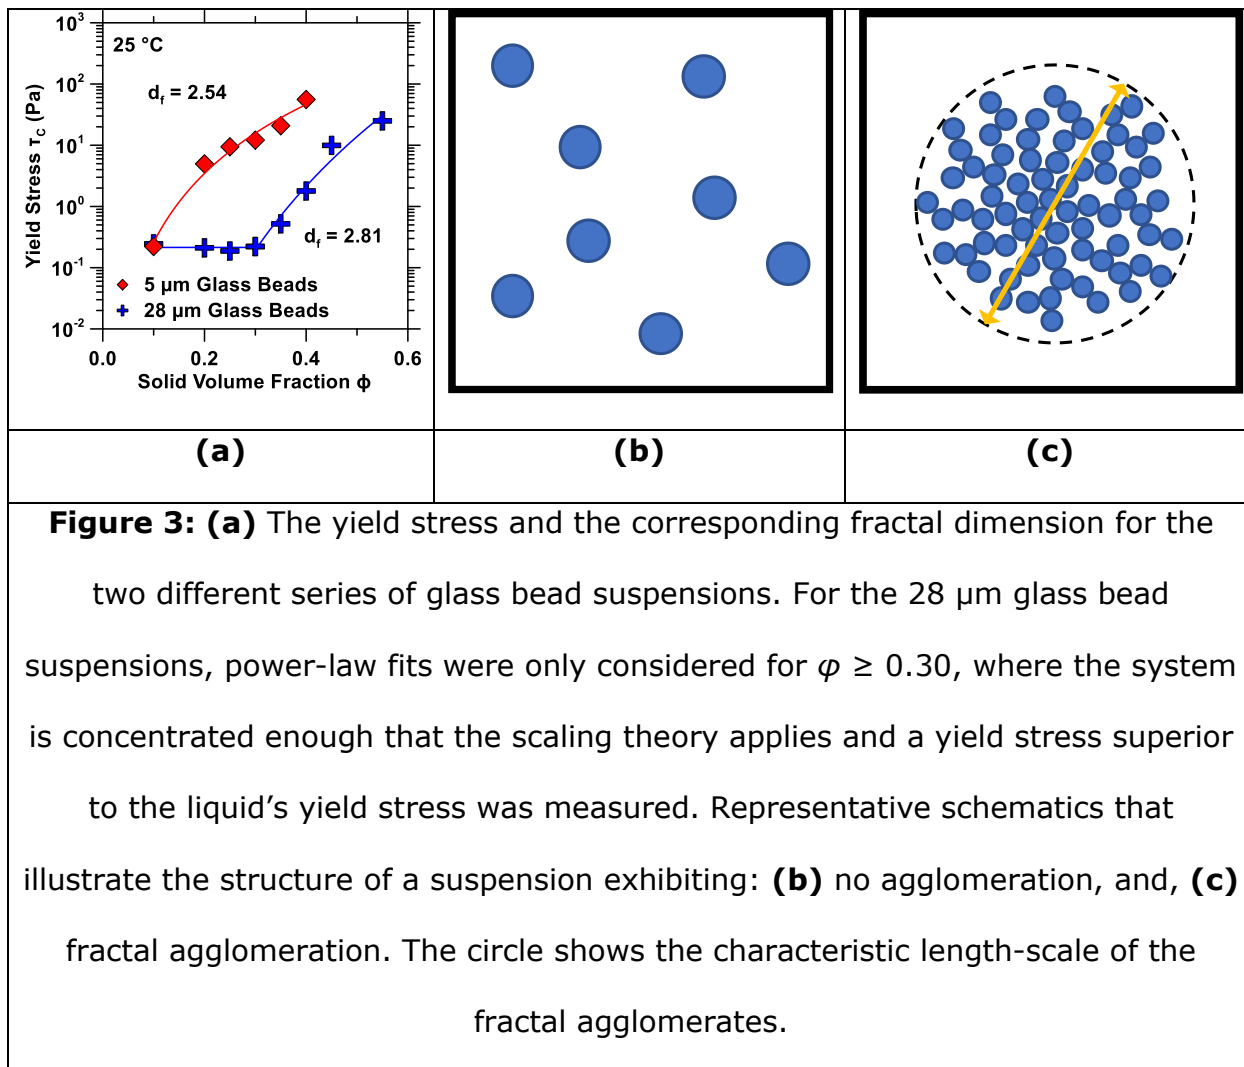 10³
10²
10¹
10⁰
10⁻¹
10⁻²
Yield Stress τC (Pa)
25 °C
df = 2.54
df = 2.81
5 µm Glass Beads
28 µm Glass Beads
0.0 0.2 0.4 0.6
Solid Volume Fraction ϕ
(a) (b) (c)
Figure 3: (a) The yield stress and the corresponding fractal dimension for the
two different series of glass bead suspensions. For the 28 µm glass bead
suspensions, power-law fits were only considered for φ ≥ 0.30, where the system
is concentrated enough that the scaling theory applies and a yield stress superior
to the liquid’s yield stress was measured. Representative schematics that
illustrate the structure of a suspension exhibiting: (b) no agglomeration, and, (c)
fractal agglomeration. The circle shows the characteristic length-scale of the
fractal agglomerates.